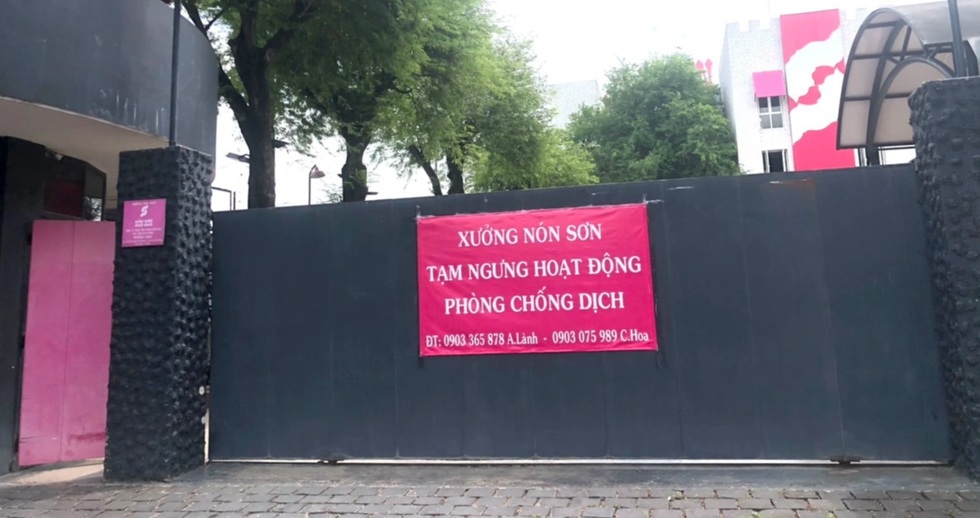 XƯỞNG NÓN SƠN
TẠM NGƯNG HOẠT ĐỘNG
PHÒNG CHỐNG DỊCH
ĐT: 0903 365 878 A.Lành - 0903 075 989 C.Hoa